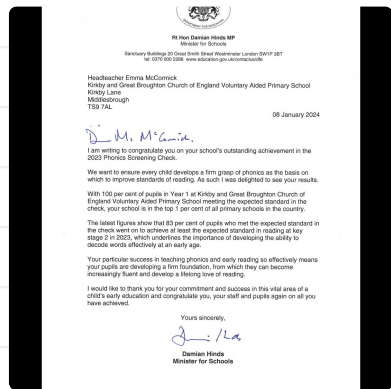 Rt Hon Damian Hinds MP
Minister for Schools
Sanctuary Buildings 20 Great Smith Street Westminster London SW1P 3BT
tel: 0370 000 2288 www.education.gov.uk/contactus/dfe
Headteacher Emma McCormick
Kirkby and Great Broughton Church of England Voluntary Aided Primary School
Kirkby Lane
Middlesbrough
TS9 7AL
08 January 2024
I am writing to congratulate you on your school's outstanding achievement in the
2023 Phonics Screening Check.
We want to ensure every child develops a firm grasp of phonics as the basis on
which to improve standards of reading. As such I was delighted to see your results.
With 100 per cent of pupils in Year 1 at Kirkby and Great Broughton Church of
England Voluntary Aided Primary School meeting the expected standard in the
check, your school is in the top 1 per cent of all primary schools in the country.
The latest figures show that 83 per cent of pupils who met the expected standard in
the check went on to achieve at least the expected standard in reading at key
stage 2 in 2023, which underlines the importance of developing the ability to
decode words effectively at an early age.
Your particular success in teaching phonics and early reading so effectively means
your pupils are developing a firm foundation, from which they can become
increasingly fluent and develop a lifelong love of reading.
I would like to thank you for your commitment and success in this vital area of a
child's early education and congratulate you, your staff and pupils again on all you
have achieved.
Yours sincerely,
Damian Hinds
Minister for Schools